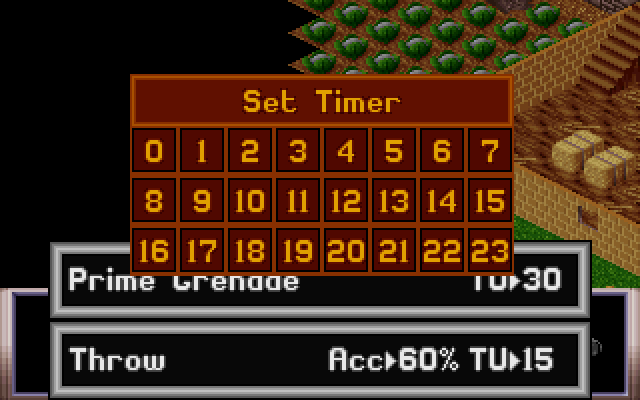 Set Timer
0 1 2 3 4 5 6 7
8 9 10 11 12 13 14 15
16 17 18 19 20 21 22 23
Prime Grenade TU▸30
Throw Acc▸60% TU▸15